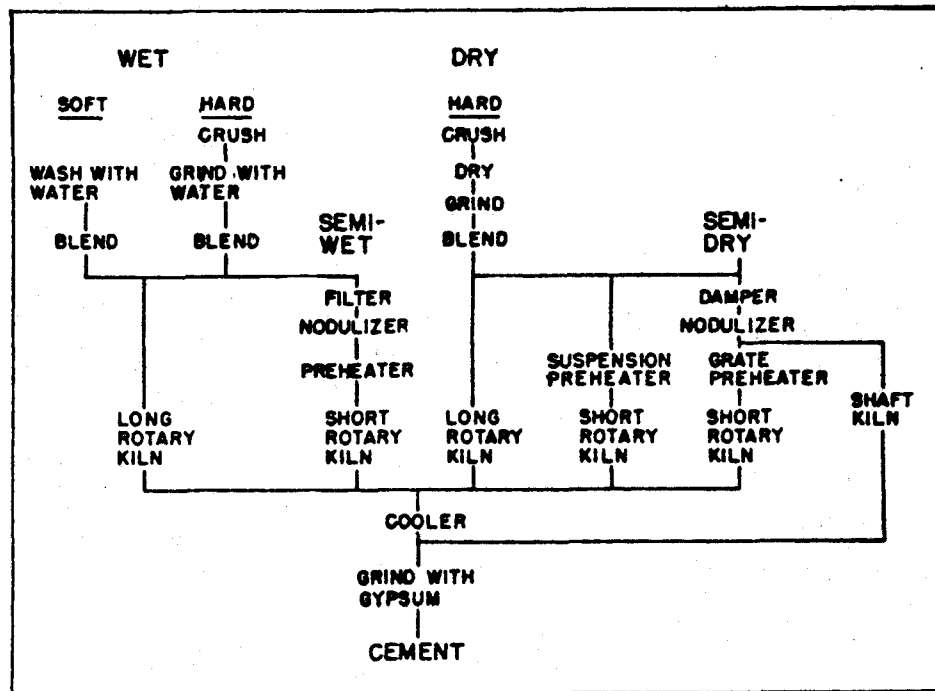 WET
DRY
SOFT
HARD
HARD
CRUSH
CRUSH
WASH WITH
WATER
GRIND WITH
WATER
DRY
GRIND
BLEND
BLEND
SEMI-
WET
BLEND
SEMI-
DRY
FILTER
NODULIZER
PREHEATER
DAMPER
NODULIZER
SUSPENSION
PREHEATER
GRATE
PREHEATER
SHAFT
KILN
LONG
ROTARY
KILN
SHORT
ROTARY
KILN
LONG
ROTARY
KILN
SHORT
ROTARY
KILN
SHORT
ROTARY
KILN
COOLER
GRIND WITH
GYPSUM
CEMENT